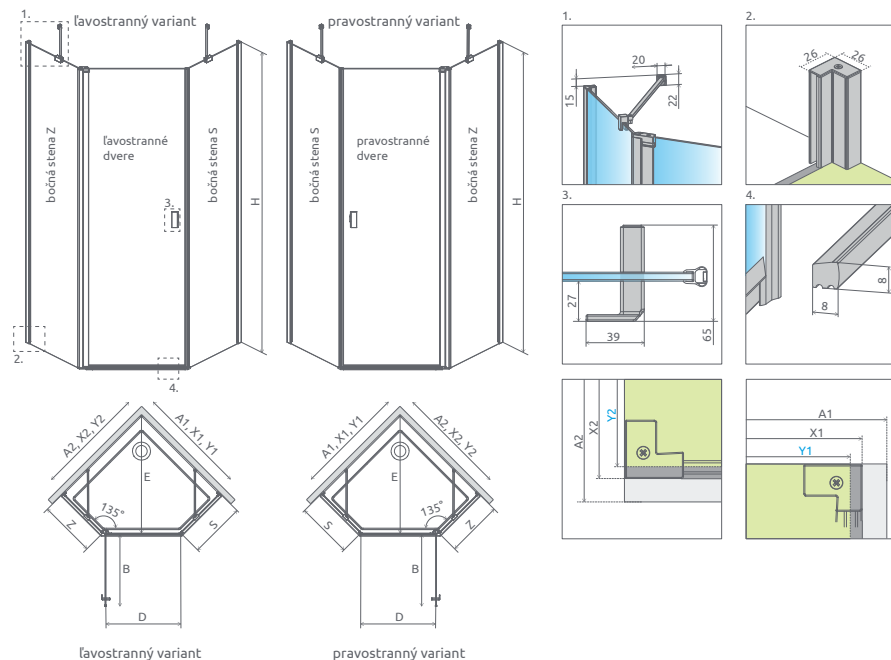 1.
ľavostranný variant
bočná stena Z
ľavostranné
dvere
bočná stena S
H
3.
2.
4.
pravostranný variant
bočná stena S
pravostranné
dvere
bočná stena Z
H
A2, X2, Y2
A1, X1, Y1
E
135°
Z
S
B
D
ľavostranný variant
A1, X1, Y1
A2, X2, Y2
E
135°
S
Z
B
D
pravostranný variant
1.
20
15
22
2.
26
26
3.
27
39
65
4.
8
8
A2
X2
Y2
A1
X1
Y1